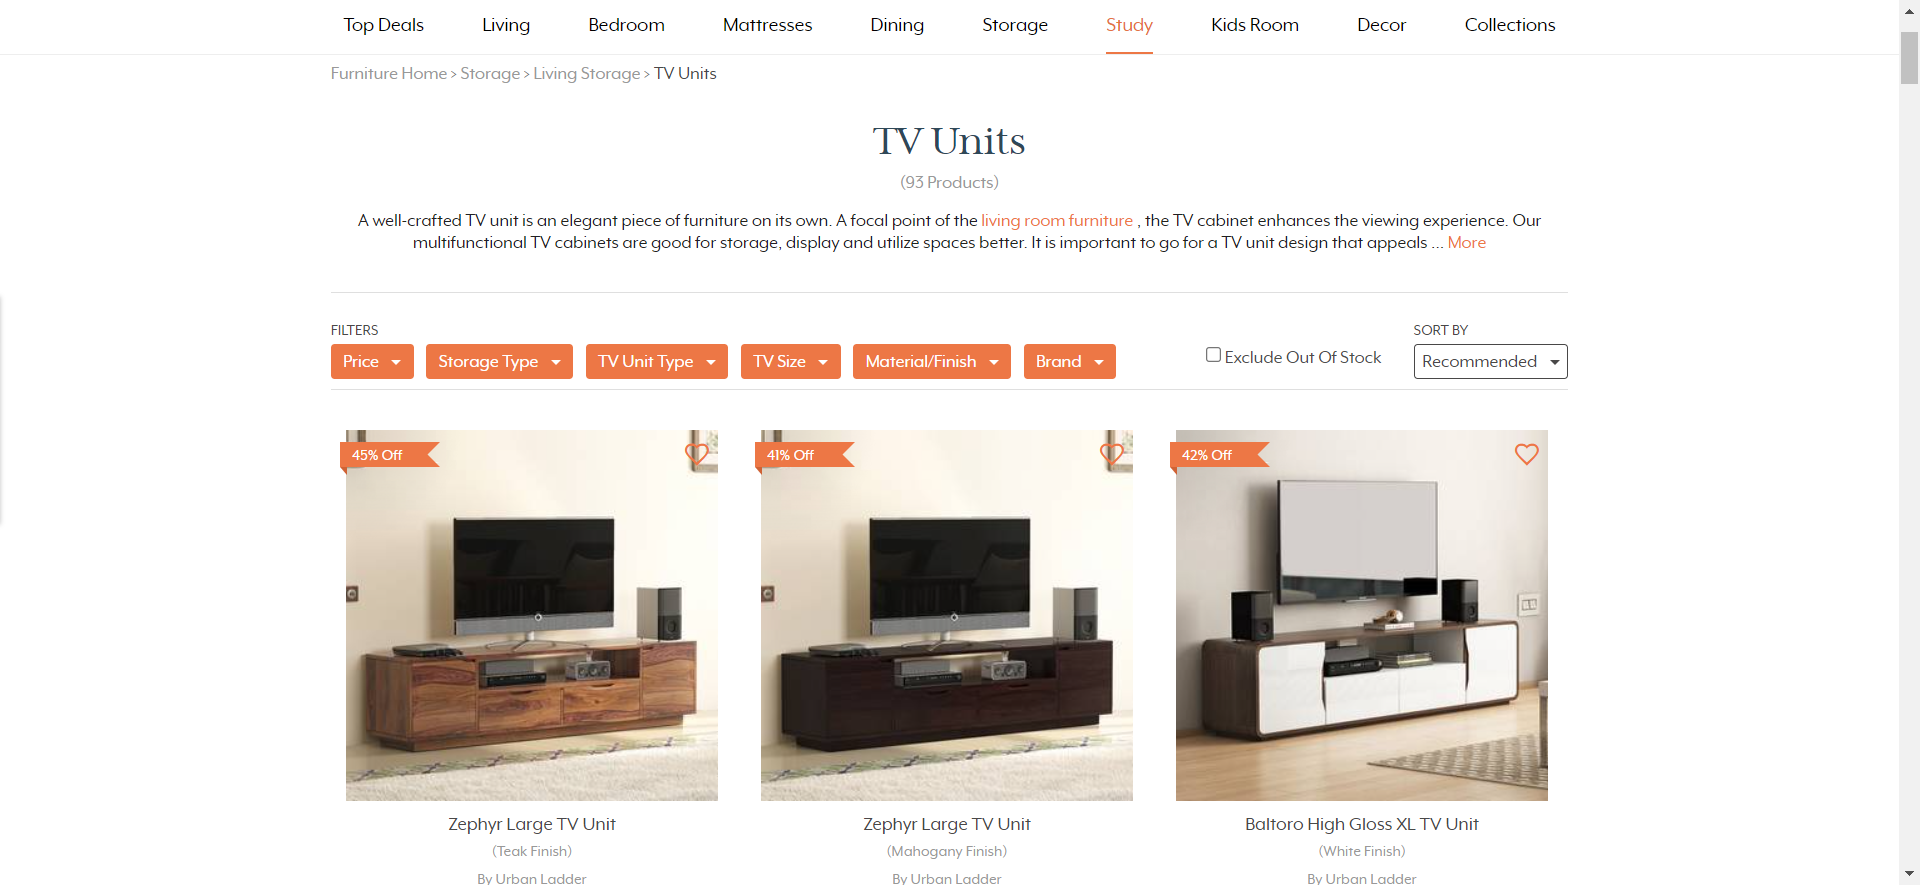 Top Deals Living Bedroom Mattresses Dining Storage Study Kids Room Decor Collections
Furniture Home > Storage > Living Storage > TV Units
TV Units
(93 Products)
A well-crafted TV unit is an elegant piece of furniture on its own. A focal point of the living room furniture , the TV cabinet enhances the viewing experience. Our
multifunctional TV cabinets are good for storage, display and utilize spaces better. It is important to go for a TV unit design that appeals ... More
FILTERS SORT BY
Price Storage Type TV Unit Type TV Size Material/Finish Brand Exclude Out Of Stock Recommended
45% Off 41% Off 42% Off
Zephyr Large TV Unit Zephyr Large TV Unit Baltoro High Gloss XL TV Unit
(Teak Finish) (Mahogany Finish) (White Finish)
By Urban Ladder By Urban Ladder By Urban Ladder